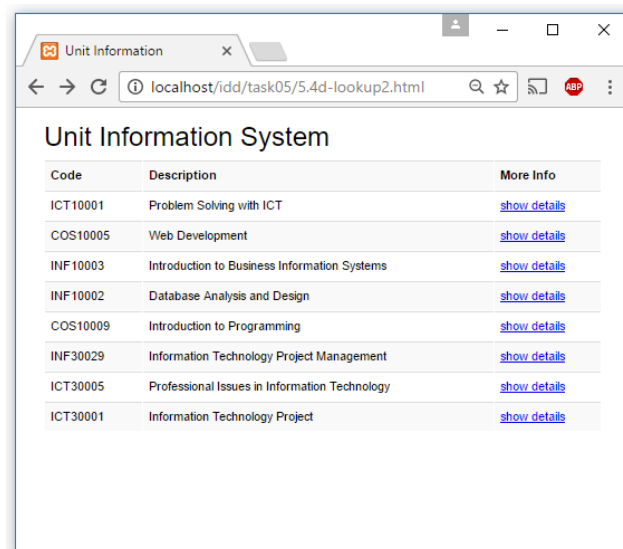 Unit Information
localhost/idd/task05/5.4d-lookup2.html
ABP
Unit Information System
Code Description More Info
ICT10001 Problem Solving with ICT show details
COS10005 Web Development show details
INF10003 Introduction to Business Information Systems show details
INF10002 Database Analysis and Design show details
COS10009 Introduction to Programming show details
INF30029 Information Technology Project Management show details
ICT30005 Professional Issues in Information Technology show details
ICT30001 Information Technology Project show details